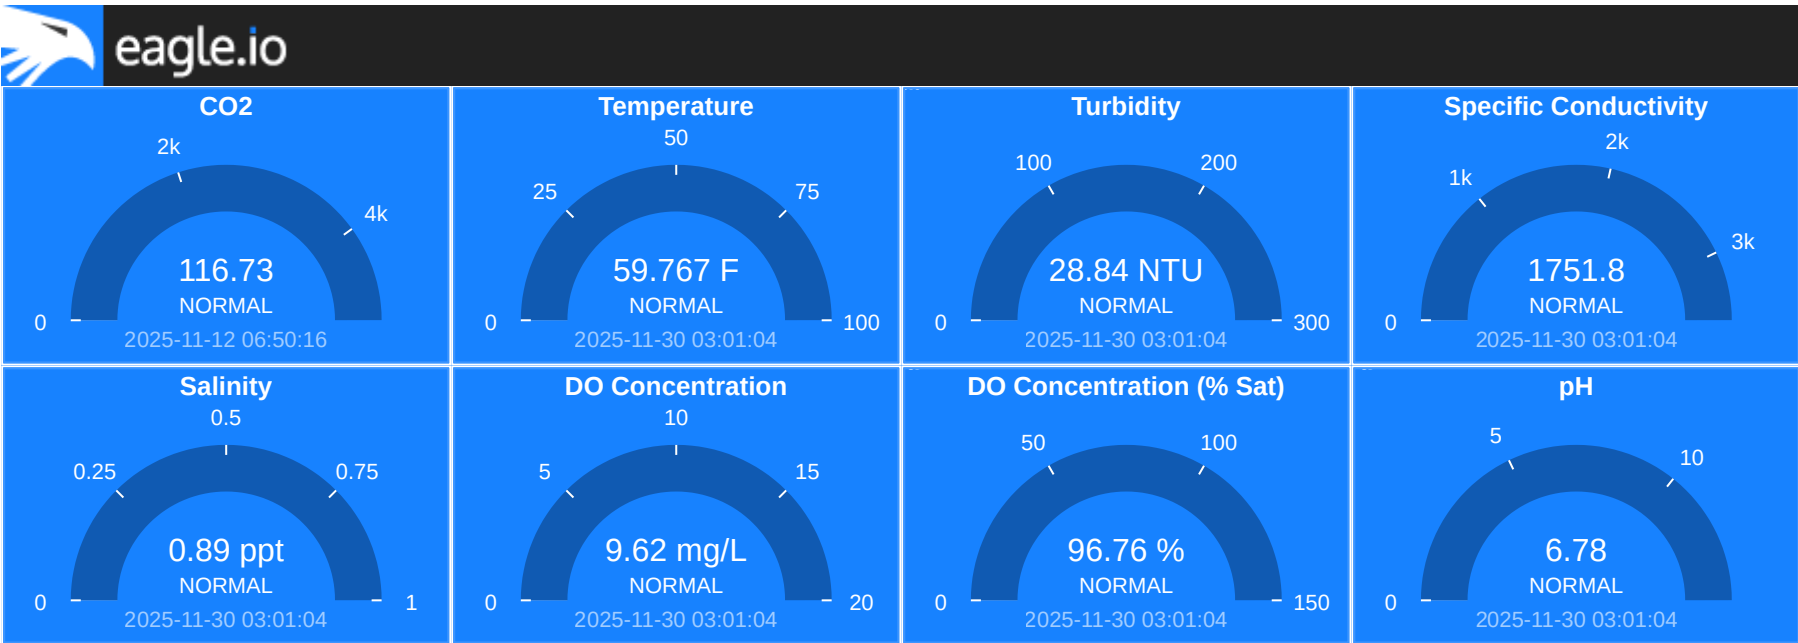 eagle.io
CO2
2k
4k
0
116.73
NORMAL
2025-11-12 06:50:16
Temperature
50
25
75
0
100
59.767 F
NORMAL
2025-11-30 03:01:04
Turbidity
100
200
0
300
28.84 NTU
NORMAL
2025-11-30 03:01:04
Specific Conductivity
2k
1k
3k
0
1751.8
NORMAL
2025-11-30 03:01:04
Salinity
0.5
0.25
0.75
0
1
0.89 ppt
NORMAL
2025-11-30 03:01:04
DO Concentration
10
5
15
0
20
9.62 mg/L
NORMAL
2025-11-30 03:01:04
DO Concentration (% Sat)
50
100
0
150
96.76 %
NORMAL
2025-11-30 03:01:04
pH
5
10
0
6.78
NORMAL
2025-11-30 03:01:04